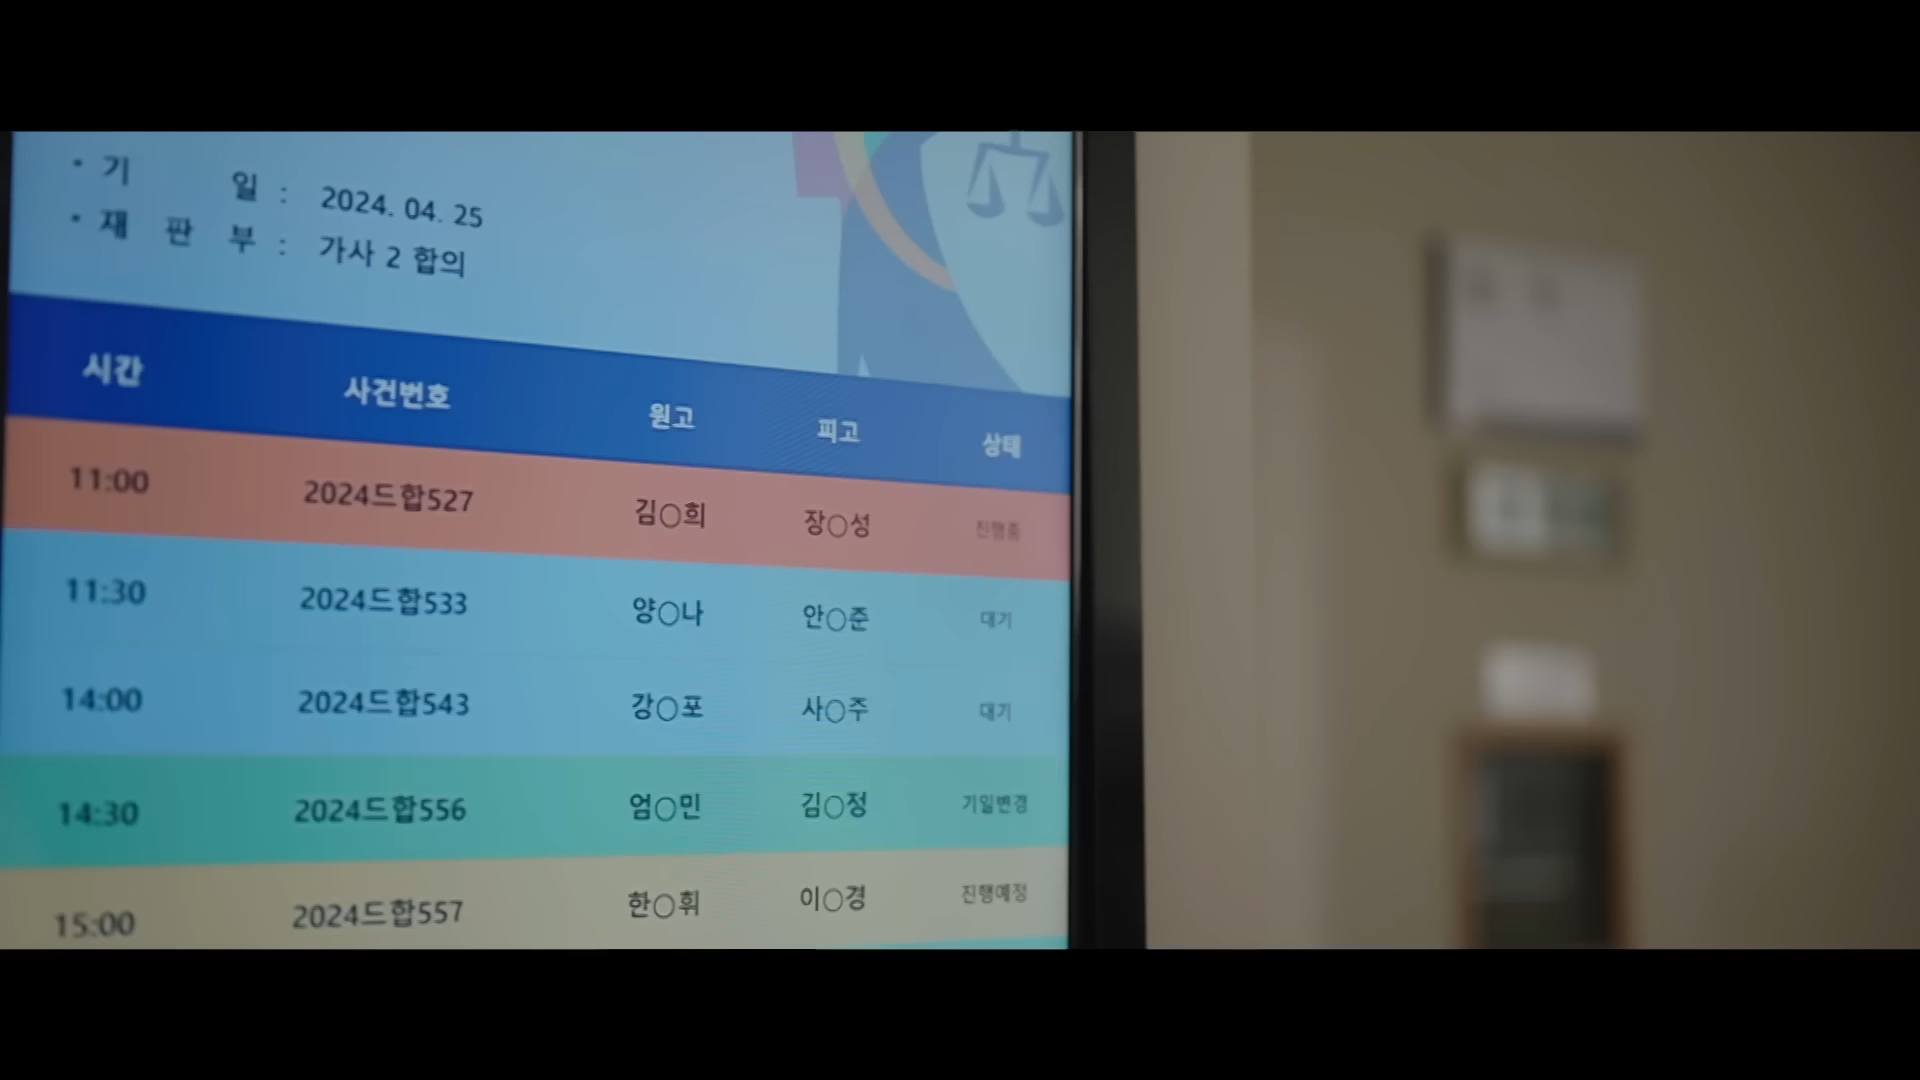 • 기 일 : 2024. 04. 25
• 재 판 부 : 가사 2 합의
시간 사건번호 원고 피고 상태
11:00 2024드합527 김○희 장○성 진행중
11:30 2024드합533 양○나 안○준 대기
14:00 2024드합543 강○포 사○주 대기
14:30 2024드합556 엄○민 김○정 기일변경
15:00 2024드합557 한○휘 이○경 진행예정